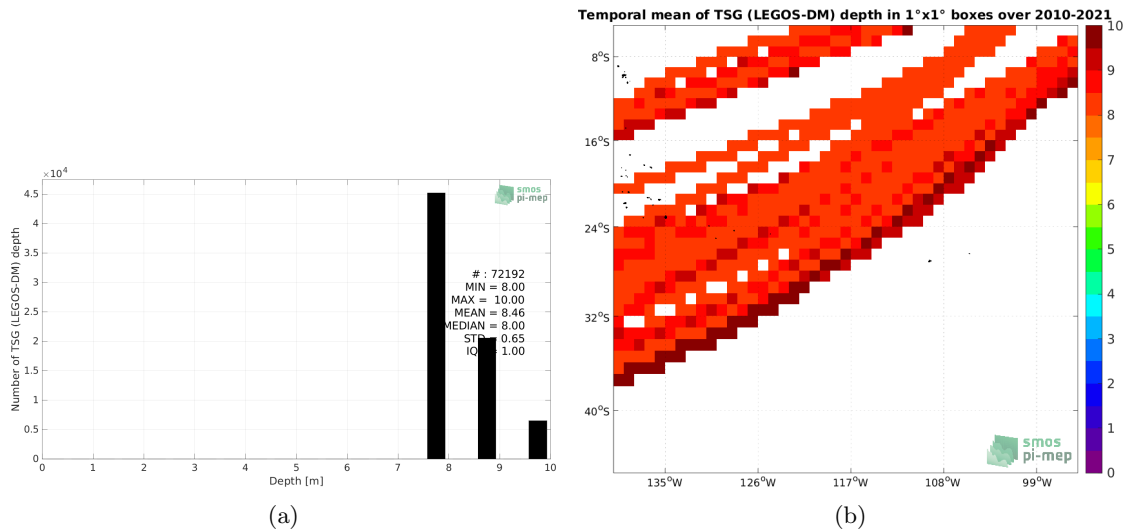 ×10⁴
4.5
4
3.5
3
2.5
2
1.5
1
0.5
0
Number of TSG (LEGOS-DM) depth
smos
pi-mep
# : 72192
MIN = 8.00
MAX = 10.00
MEAN = 8.46
MEDIAN = 8.00
STD = 0.65
= 1.00
0 1 2 3 4 5 6 7 8 9 10
Depth [m]
(a)
Temporal mean of TSG (LEGOS-DM) depth in 1°x1° boxes over 2010-2021
8°S
16°S
24°S
32°S
40°S
135°W 126°W 117°W 108°W 99°W
smos
pi-mep
10
9
8
7
6
5
4
3
2
1
0
(b)